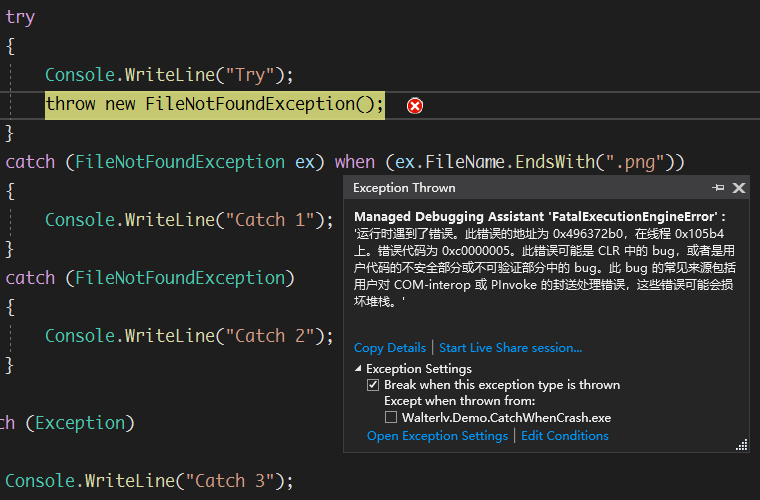 try
{
Console.WriteLine("Try");
throw new FileNotFoundException();
}
catch (FileNotFoundException ex) when (ex.FileName.EndsWith(".png"))
{
Console.WriteLine("Catch 1");
}
catch (FileNotFoundException)
{
Console.WriteLine("Catch 2");
}
ch (Exception)
Console.WriteLine("Catch 3");
Exception Thrown
Managed Debugging Assistant 'FatalExecutionEngineError' :
'运行时遇到了错误。此错误的地址为 0x496372b0，在线程 0x105b4
上。错误代码为 0xc0000005。此错误可能是 CLR 中的 bug，或者是用
户代码的不安全部分或不可验证部分中的 bug。此 bug 的常见来源包括
用户对 COM-interop 或 PInvoke 的封送处理错误，这些错误可能会损
坏堆栈。'
Copy Details | Start Live Share session...
Exception Settings
Break when this exception type is thrown
Except when thrown from:
Walterlv.Demo.CatchWhenCrash.exe
Open Exception Settings | Edit Conditions